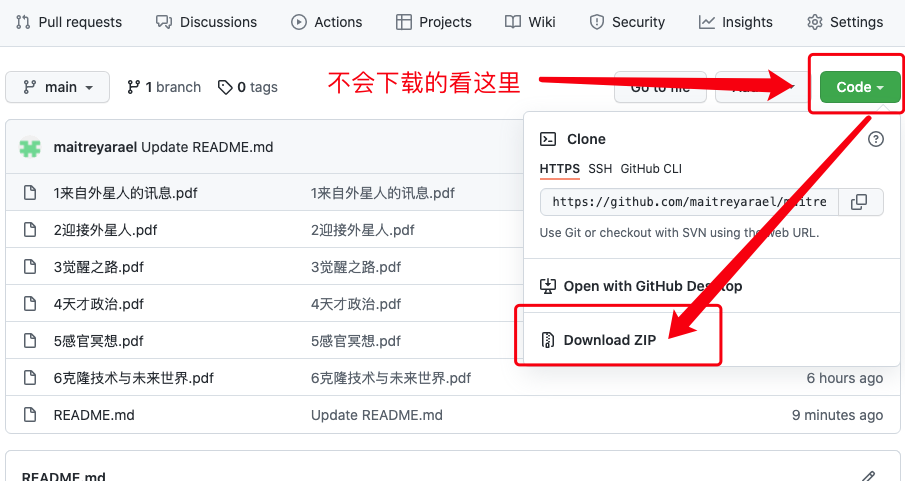 Pull requests Discussions Actions Projects Wiki Security Insights Settings
main 1 branch 0 tags 不会下载的看这里 Go to file Code
maitreyarael Update README.md
Clone
HTTPS SSH GitHub CLI
1来自外星人的讯息.pdf 1来自外星人的讯息.pdf
https://github.com/maitreyarael/maitre
2迎接外星人.pdf 2迎接外星人.pdf
Use Git or checkout with SVN using the web URL.
3觉醒之路.pdf 3觉醒之路.pdf
Open with GitHub Desktop
4天才政治.pdf 4天才政治.pdf
5感官冥想.pdf 5感官冥想.pdf
Download ZIP
6克隆技术与未来世界.pdf 6克隆技术与未来世界.pdf 6 hours ago
README.md Update README.md 9 minutes ago
README.md